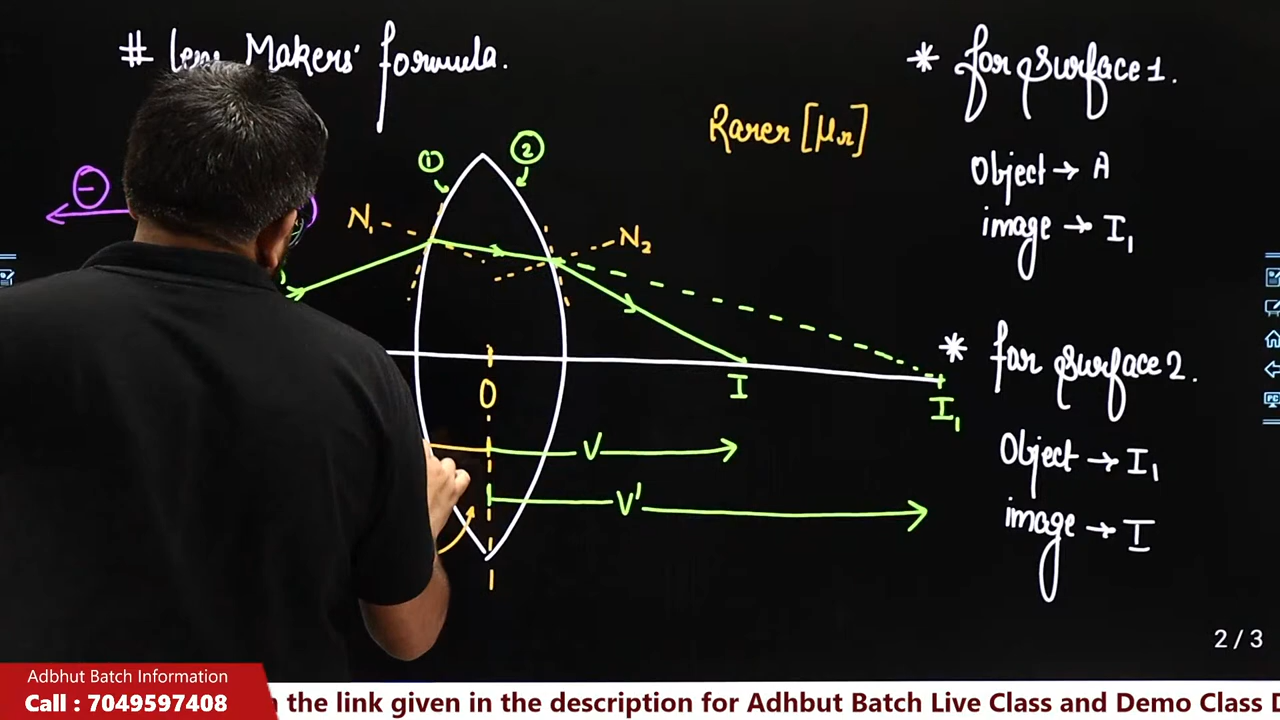 # Lens Makers' formula.
Rarer [μr]
①
②
N₁
N₂
O
I
I₁
V
V'
* for surface 1.
Object → A
image → I₁
* for surface 2.
Object → I₁
image → I
2 / 3
Adbhut Batch Information
Call : 7049597408
the link given in the description for Adhbut Batch Live Class and Demo Class